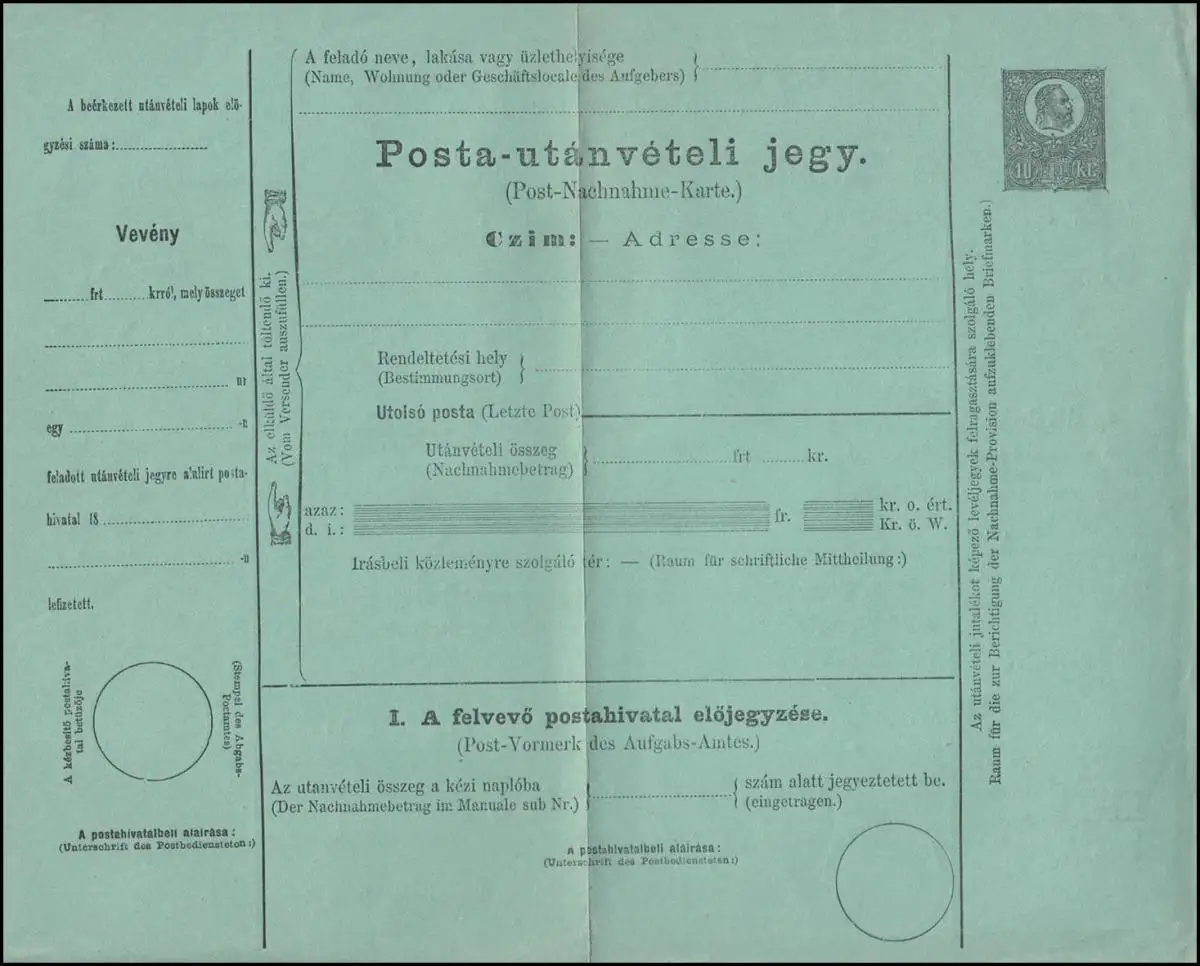 A beérkezett utánvételi lapok elő-
gyzési száma:
Vevény
frt krról, mely összeget
nr
egy -n
feladott utánvételi jegyre alulirt posta-
hivatal 18
-n
lefizetett.
A kézbesitő postahiva-
tal betüzője
(Stempel des Abgabs-
Postamtes)
A postahivatalbeli aláirása:
(Unterschrift des Postbediensteten:)
Az elküldő által töltendő ki.
(Vom Versender auszufüllen.)
A feladó neve, lakása vagy üzlethelyisége
(Name, Wohnung oder Geschäftslocale des Aufgebers)
Posta-utánvételi jegy.
(Post-Nachnahme-Karte.)
Czim: — Adresse:
Rendeltetési hely
(Bestimmungsort)
Utolsó posta (Letzte Post)
Utánvételi összeg frt kr.
(Nachnahmebetrag)
azaz: fr. kr. o. ért.
d. i.: Kr. ö. W.
Irásbeli közleményre szolgáló tér: — (Raum für schriftliche Mittheilung:)
I. A felvevő postahivatal előjegyzése.
(Post-Vormerk des Aufgabs-Amtes.)
Az utanvételi összeg a kézi naplóba szám alatt jegyeztetett be.
(Der Nachnahmebetrag im Manuale sub Nr.) (eingetragen.)
A postahivatalbeli aláirása:
(Unterschrift des Postbediensteten:)
10 kr.
Az utánvételi jutalékot képező levéljegyek felragasztására szolgáló hely.
Raum für die zur Berichtigung der Nachnahme-Provision aufzuklebenden Briefmarken.)